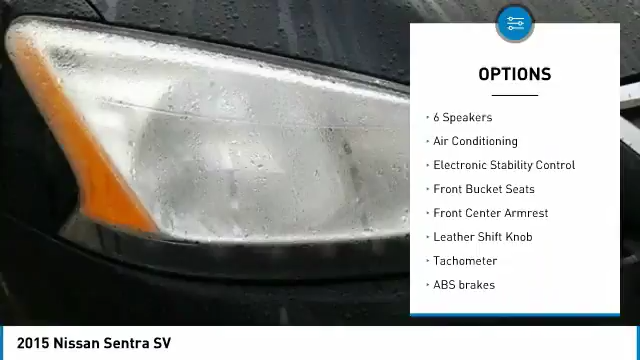 OPTIONS
6 Speakers
Air Conditioning
Electronic Stability Control
Front Bucket Seats
Front Center Armrest
Leather Shift Knob
Tachometer
ABS brakes
2015 Nissan Sentra SV